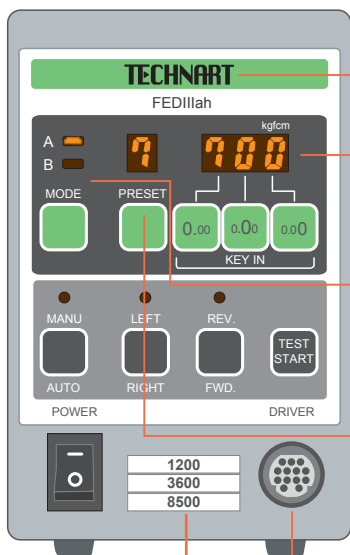 TECHNART
FEDIIIah
kgfcm
A
7 700
B
MODE PRESET
0.00 0.00 0.00
KEY IN
MANU LEFT REV.
TEST
START
AUTO RIGHT FWD.
POWER DRIVER
1200
3600
8500